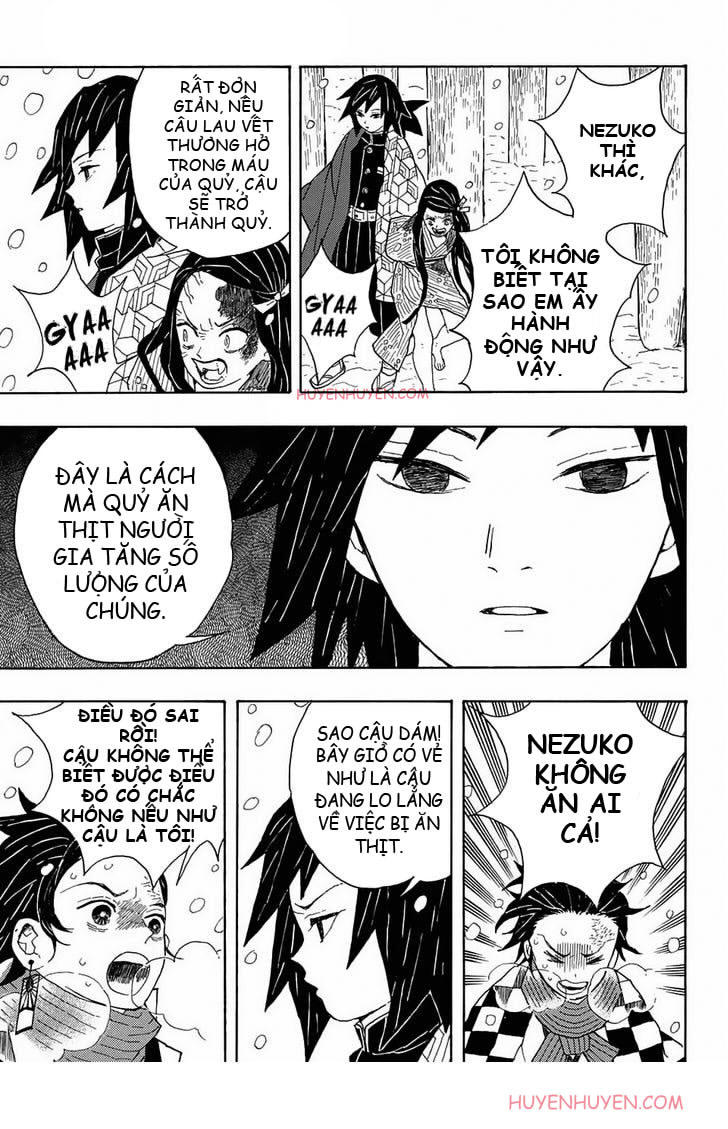 NEZUKO
THÌ
KHÁC,
TÔI KHÔNG
BIẾT TẠI
SAO EM ẤY
HÀNH
ĐỘNG NHƯ
VẬY.
GYAA
AAA
RẤT ĐƠN
GIẢN, NẾU
CÂU LAU VẾT
THƯƠNG HỞ
TRONG MÁU
CỦA QUỶ, CẬU
SẼ TRỞ
THÀNH QUỶ.
GYAA
AAA
HUYENHUYEN.COM
ĐÂY LÀ CÁCH
MÀ QUỶ ĂN
THỊT NGƯỜI
GIA TĂNG SỐ
LƯỢNG CỦA
CHÚNG.
NEZUKO
KHÔNG
ĂN AI
CẢ!
SAO CẬU DÁM!
BÂY GIỜ CÓ VẺ
NHƯ LÀ CẬU
ĐANG LO LẮNG
VỀ VIỆC BỊ ĂN
THỊT.
ĐIỀU ĐÓ SAI
RỒI!
CẬU KHÔNG THỂ
BIẾT ĐƯỢC ĐIỀU
ĐÓ CÓ CHẮC
KHÔNG NẾU NHƯ
CẬU LÀ TÔI!
HUYENHUYEN.COM